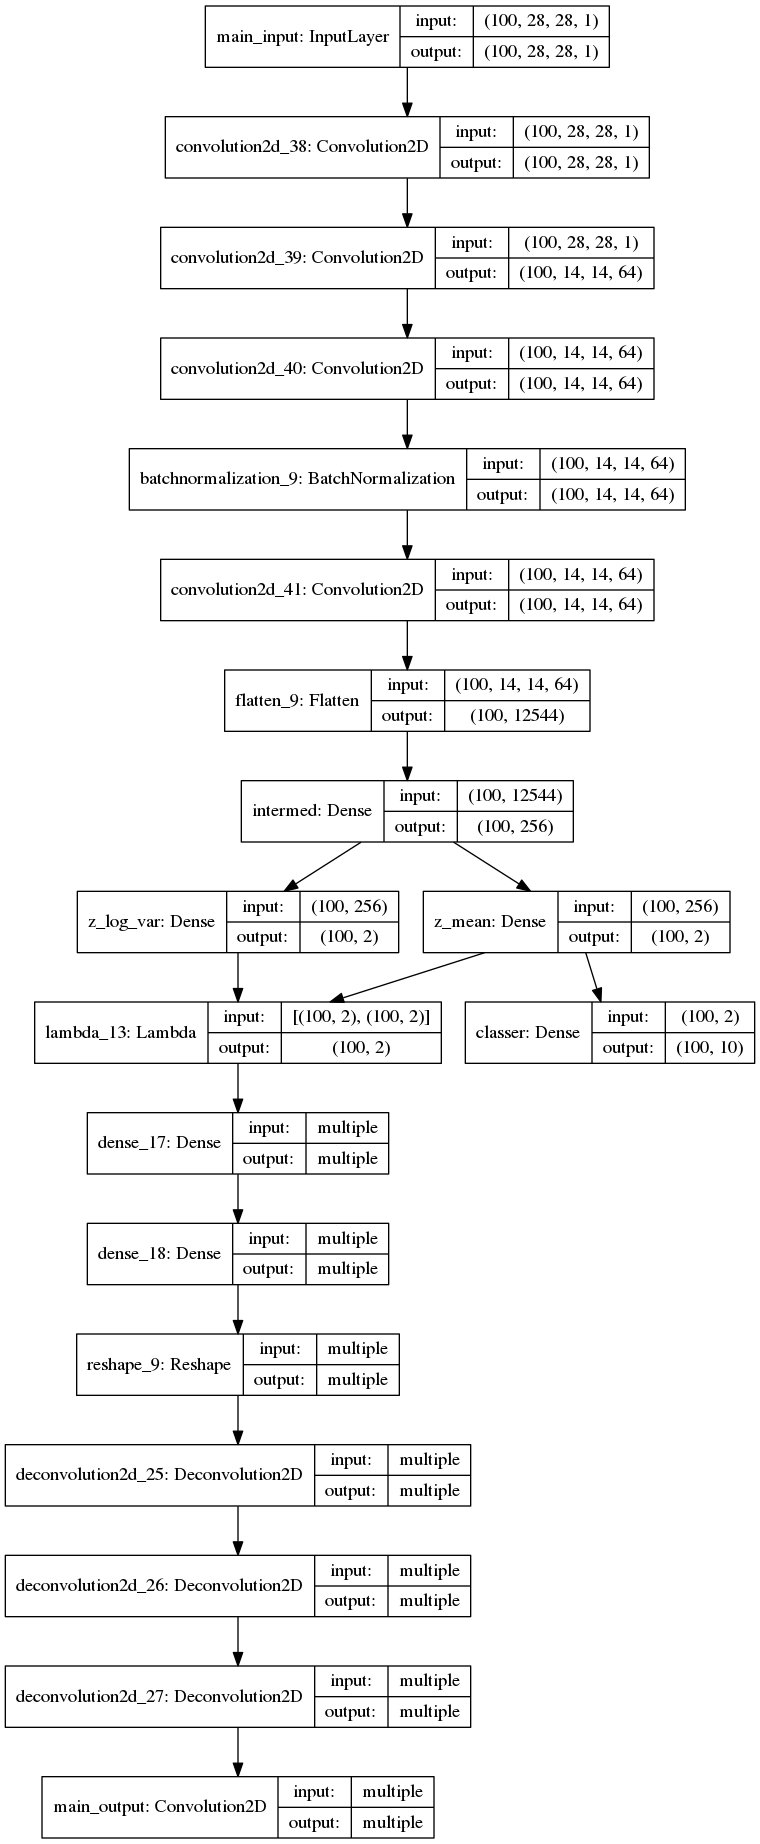 main_input: InputLayer
input: (100, 28, 28, 1)
output: (100, 28, 28, 1)
convolution2d_38: Convolution2D
input: (100, 28, 28, 1)
output: (100, 28, 28, 1)
convolution2d_39: Convolution2D
input: (100, 28, 28, 1)
output: (100, 14, 14, 64)
convolution2d_40: Convolution2D
input: (100, 14, 14, 64)
output: (100, 14, 14, 64)
batchnormalization_9: BatchNormalization
input: (100, 14, 14, 64)
output: (100, 14, 14, 64)
convolution2d_41: Convolution2D
input: (100, 14, 14, 64)
output: (100, 14, 14, 64)
flatten_9: Flatten
input: (100, 14, 14, 64)
output: (100, 12544)
intermed: Dense
input: (100, 12544)
output: (100, 256)
z_log_var: Dense
input: (100, 256)
output: (100, 2)
z_mean: Dense
input: (100, 256)
output: (100, 2)
lambda_13: Lambda
input: [(100, 2), (100, 2)]
output: (100, 2)
classer: Dense
input: (100, 2)
output: (100, 10)
dense_17: Dense
input: multiple
output: multiple
dense_18: Dense
input: multiple
output: multiple
reshape_9: Reshape
input: multiple
output: multiple
deconvolution2d_25: Deconvolution2D
input: multiple
output: multiple
deconvolution2d_26: Deconvolution2D
input: multiple
output: multiple
deconvolution2d_27: Deconvolution2D
input: multiple
output: multiple
main_output: Convolution2D
input: multiple
output: multiple